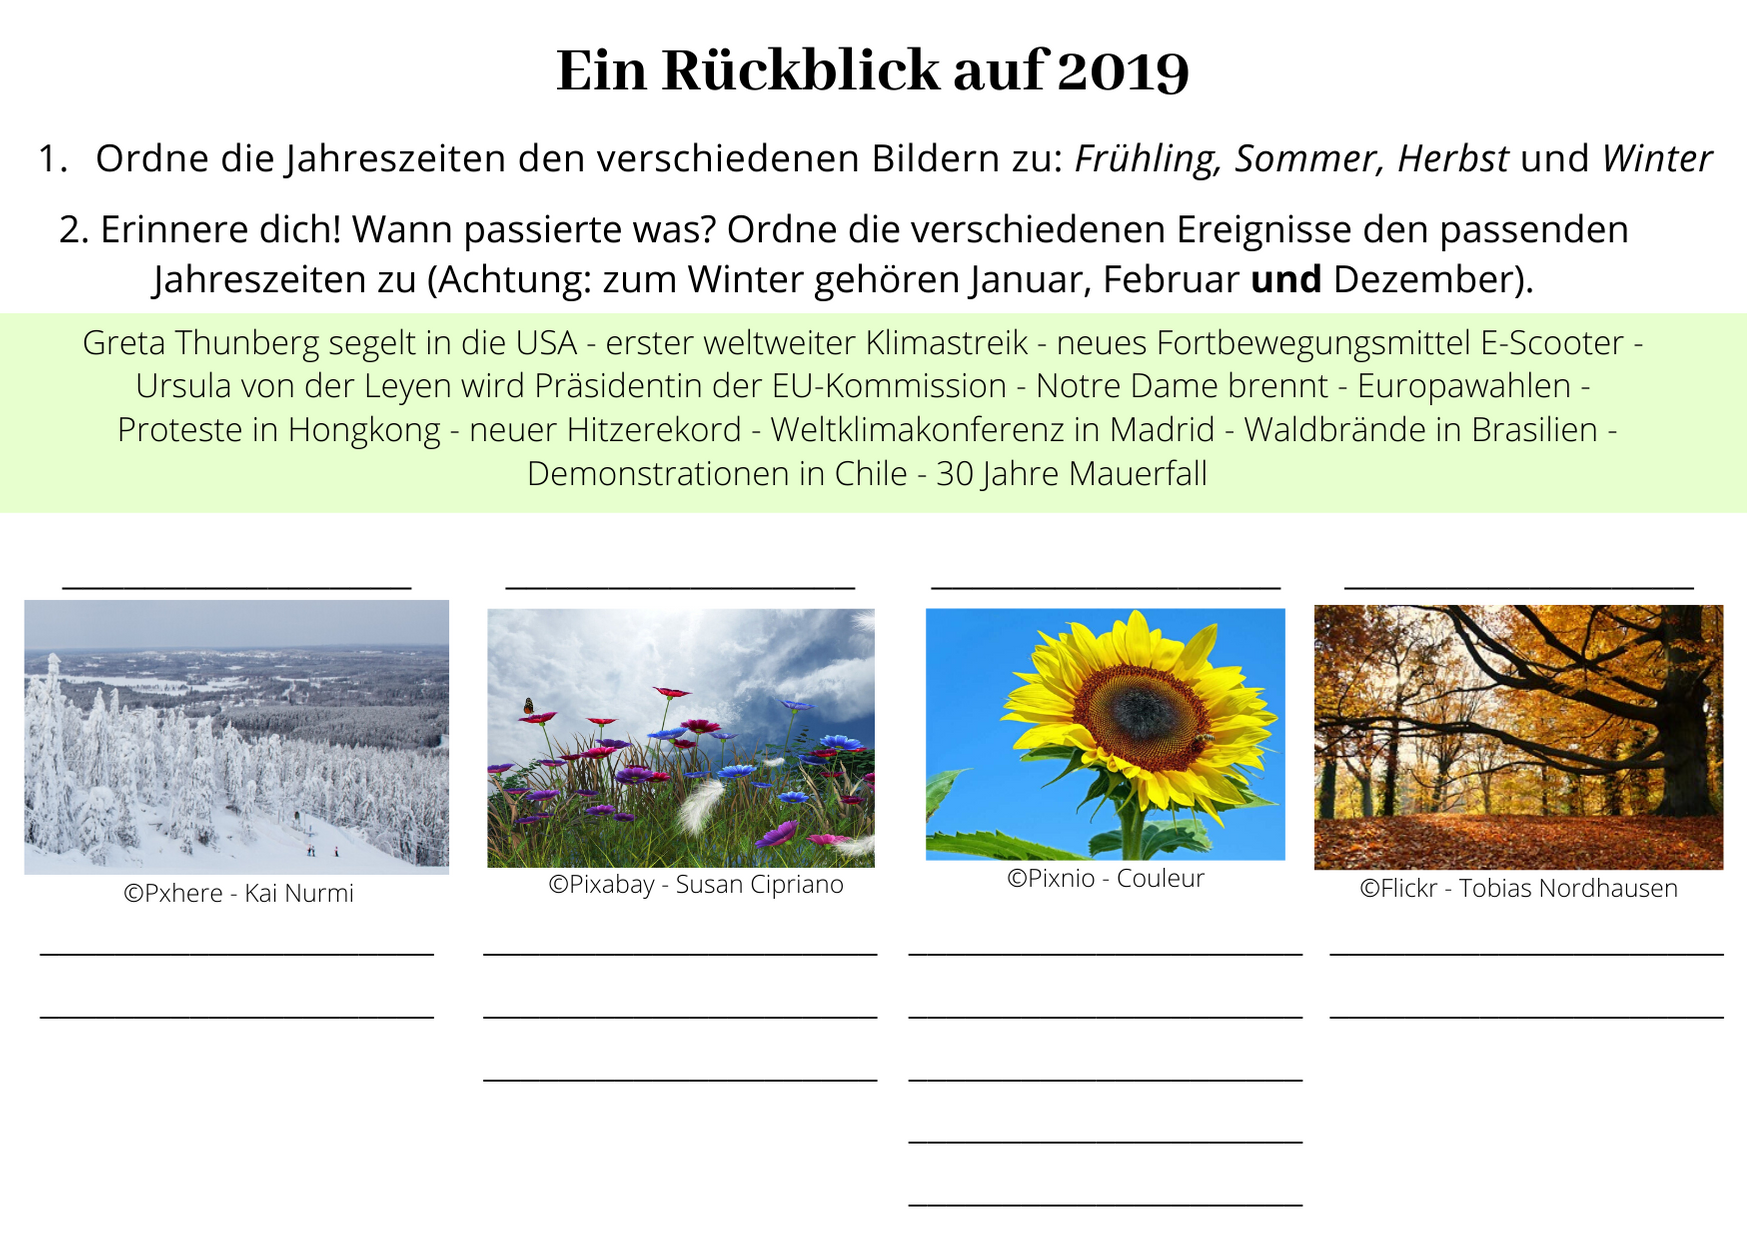 Ein Rückblick auf 2019
1. Ordne die Jahreszeiten den verschiedenen Bildern zu: Frühling, Sommer, Herbst und Winter
2. Erinnere dich! Wann passierte was? Ordne die verschiedenen Ereignisse den passenden
Jahreszeiten zu (Achtung: zum Winter gehören Januar, Februar und Dezember).
Greta Thunberg segelt in die USA - erster weltweiter Klimastreik - neues Fortbewegungsmittel E-Scooter -
Ursula von der Leyen wird Präsidentin der EU-Kommission - Notre Dame brennt - Europawahlen -
Proteste in Hongkong - neuer Hitzerekord - Weltklimakonferenz in Madrid - Waldbrände in Brasilien -
Demonstrationen in Chile - 30 Jahre Mauerfall
©Pxhere - Kai Nurmi
©Pixabay - Susan Cipriano
©Pixnio - Couleur
©Flickr - Tobias Nordhausen